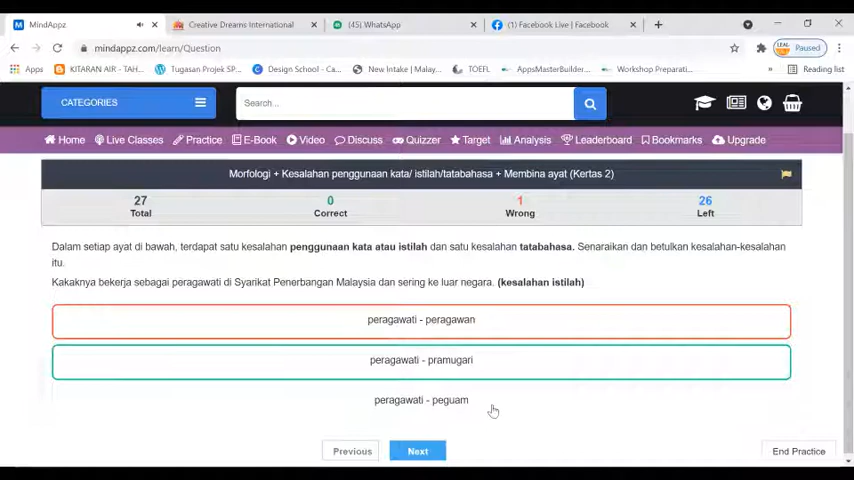 MindAppz
Creative Dreams International
(45) WhatsApp
(1) Facebook Live | Facebook
mindappz.com/learn/Question
Paused
Apps
KITARAN AIR - TAH...
Tugasan Projek SP...
Design School - Ca...
New Intake | Malay...
TOEFL
AppsMasterBuilder...
Workshop Preparati...
»
Reading list
CATEGORIES
Search...
Home
Live Classes
Practice
E-Book
Video
Discuss
Quizzer
Target
Analysis
Leaderboard
Bookmarks
Upgrade
Morfologi + Kesalahan penggunaan kata/ istilah/tatabahasa + Membina ayat (Kertas 2)
27
Total
0
Correct
1
Wrong
26
Left
Dalam setiap ayat di bawah, terdapat satu kesalahan penggunaan kata atau istilah dan satu kesalahan tatabahasa. Senaraikan dan betulkan kesalahan-kesalahan
itu.
Kakaknya bekerja sebagai peragawati di Syarikat Penerbangan Malaysia dan sering ke luar negara. (kesalahan istilah)
peragawati - peragawan
peragawati - pramugari
peragawati - peguam
Previous
Next
End Practice